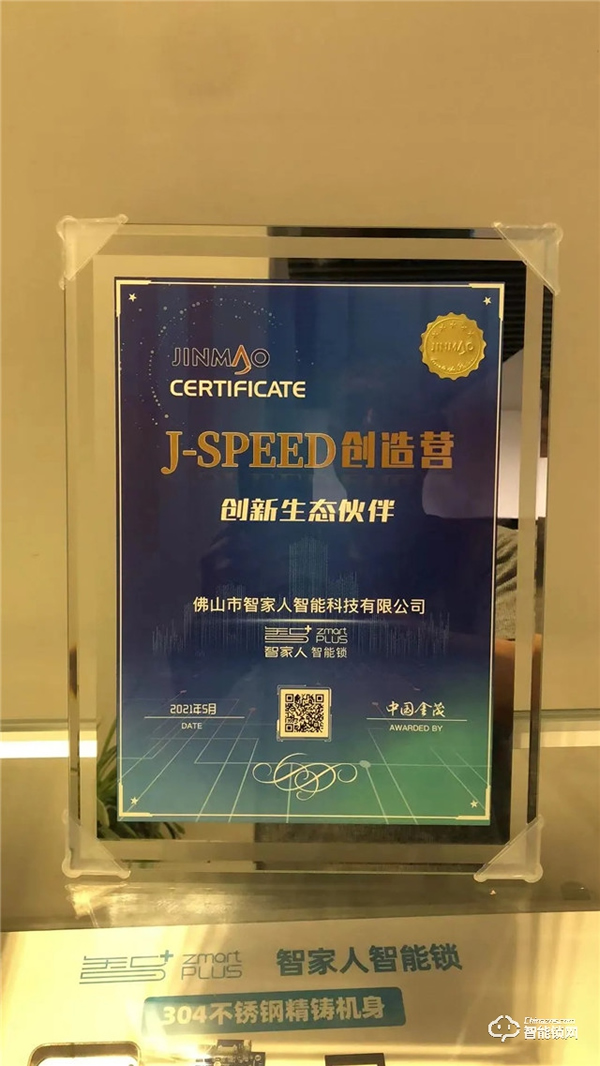 JINMAO
CERTIFICATE
JINMAO
J-SPEED创造营
创新生态伙伴
佛山市智家人智能科技有限公司
zmart
PLUS
智家人 智能锁
2021年5月
DATE
中国金茂
AWARDED BY
zmart
PLUS
智家人智能锁
304不锈钢精铸机身
Chinazns.com
智能锁网